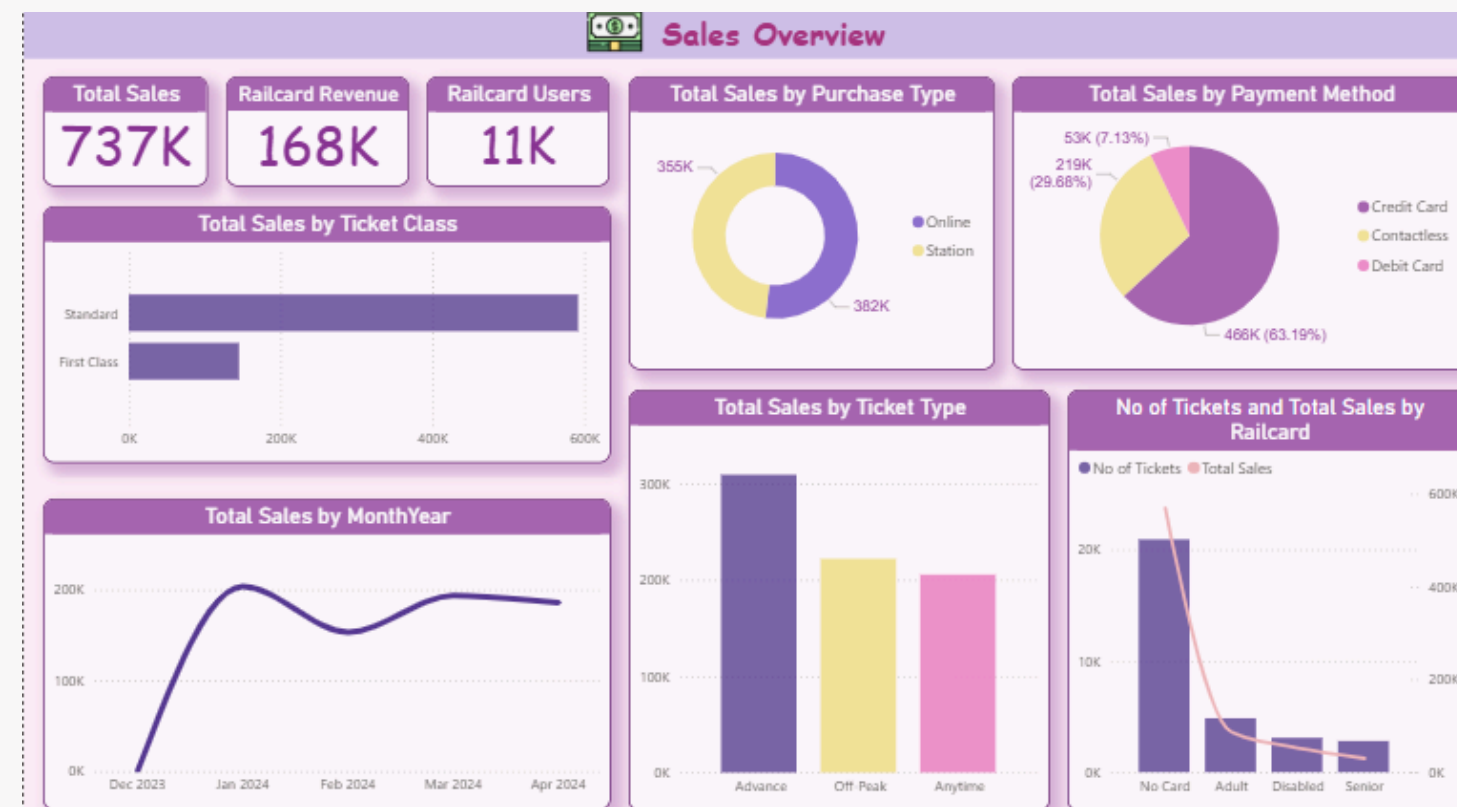 Sales Overview
Total Sales
737K
Railcard Revenue
168K
Railcard Users
11K
Total Sales by Purchase Type
355K
382K
Online
Station
Total Sales by Payment Method
53K (7.13%)
219K
(29.68%)
466K (63.19%)
Credit Card
Contactless
Debit Card
Total Sales by Ticket Class
Standard
First Class
0K
200K
400K
600K
Total Sales by MonthYear
200K
100K
0K
Dec 2023
Jan 2024
Feb 2024
Mar 2024
Apr 2024
Total Sales by Ticket Type
300K
200K
100K
0K
Advance
Off-Peak
Anytime
No of Tickets and Total Sales by
Railcard
No of Tickets
Total Sales
20K
10K
0K
600K
400K
200K
0K
No Card
Adult
Disabled
Senior